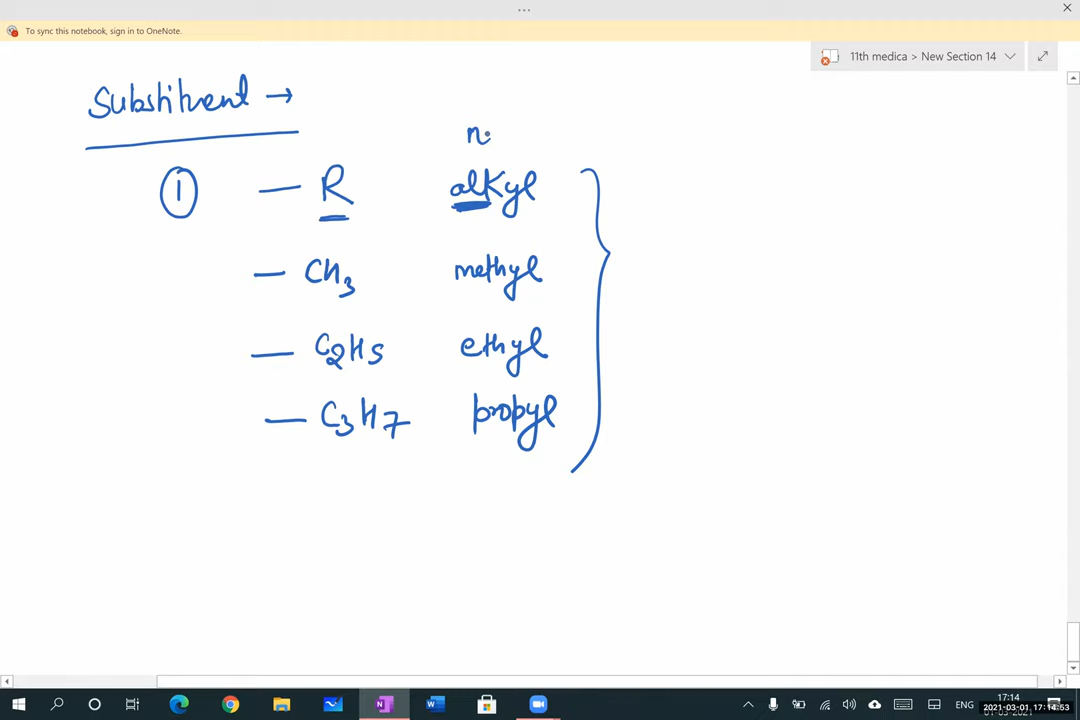 To sync this notebook, sign in to OneNote.
11th medica > New Section 14
Substituent →
n.
① — R alkyl
— CH₃ methyl
— C₂H₅ ethyl
— C₃H₇ propyl
ENG
17:14
2021-03-01 17:14:53